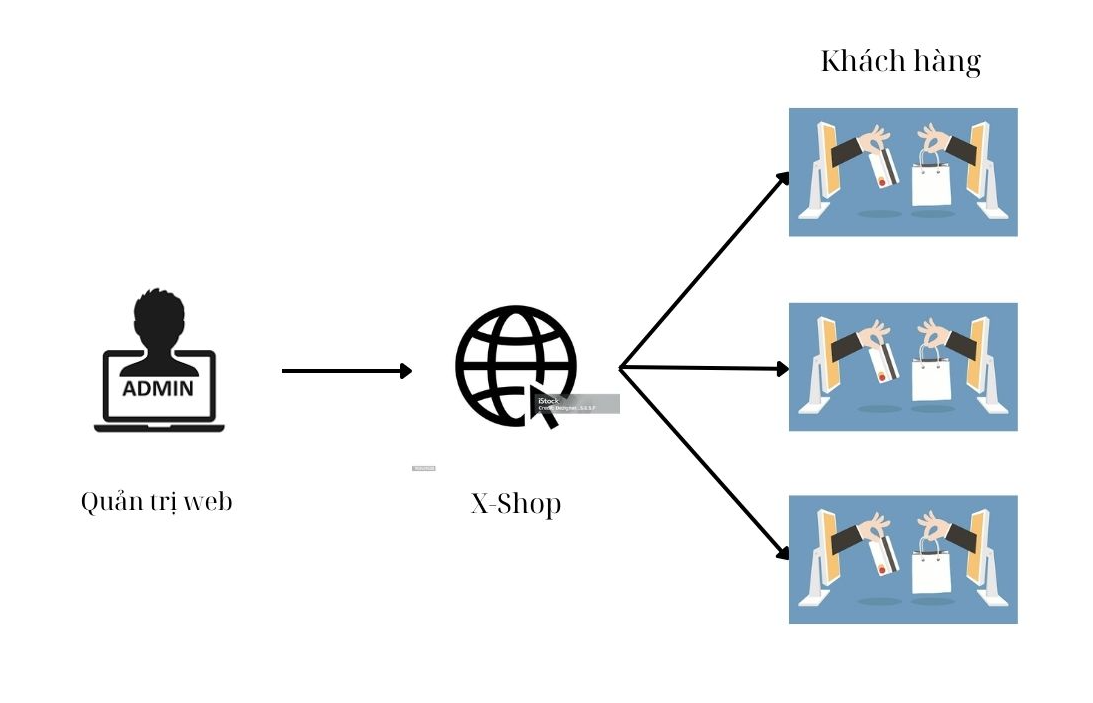 Khách hàng
ADMIN
iStock
Quản trị web
X-Shop